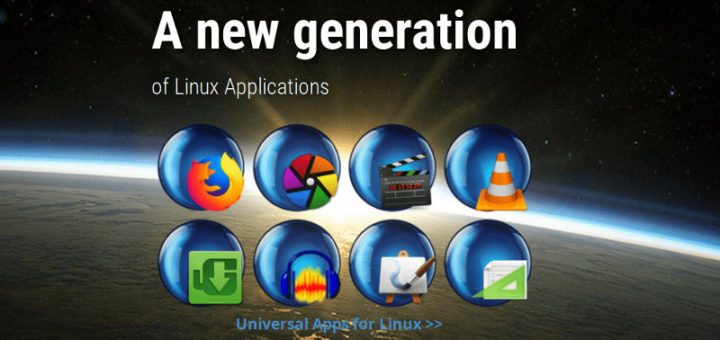 A new generation
of Linux Applications
Universal Apps for Linux >>